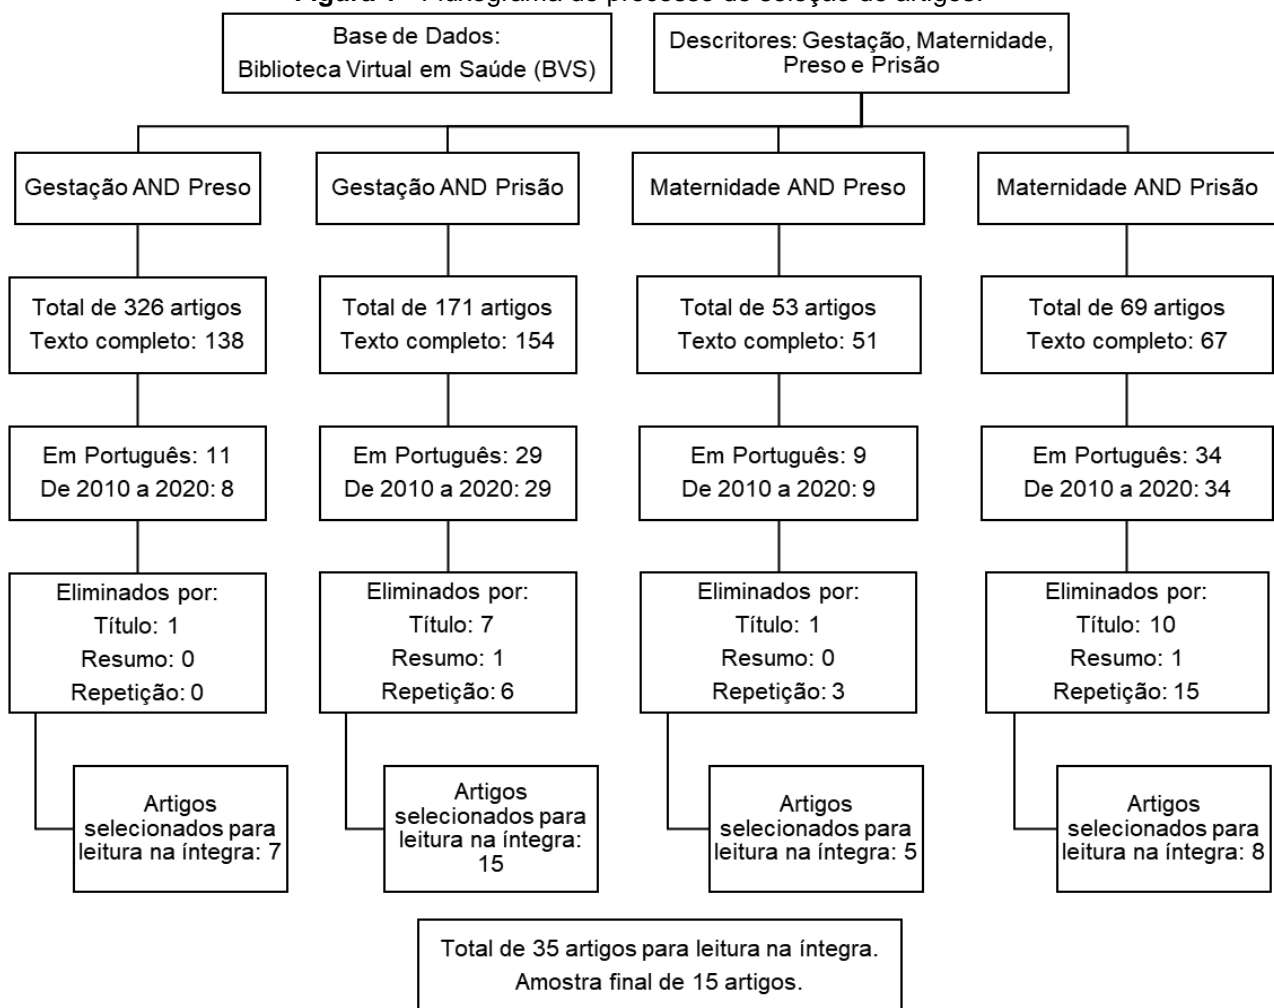 Base de Dados:
Biblioteca Virtual em Saúde (BVS)
Descritores: Gestação, Maternidade,
Preso e Prisão
Gestação AND Preso
Gestação AND Prisão
Maternidade AND Preso
Maternidade AND Prisão
Total de 326 artigos
Texto completo: 138
Total de 171 artigos
Texto completo: 154
Total de 53 artigos
Texto completo: 51
Total de 69 artigos
Texto completo: 67
Em Português: 11
De 2010 a 2020: 8
Em Português: 29
De 2010 a 2020: 29
Em Português: 9
De 2010 a 2020: 9
Em Português: 34
De 2010 a 2020: 34
Eliminados por:
Título: 1
Resumo: 0
Repetição: 0
Eliminados por:
Título: 7
Resumo: 1
Repetição: 6
Eliminados por:
Título: 1
Resumo: 0
Repetição: 3
Eliminados por:
Título: 10
Resumo: 1
Repetição: 15
Artigos
selecionados para
leitura na íntegra: 7
Artigos
selecionados para
leitura na íntegra:
15
Artigos
selecionados para
leitura na íntegra: 5
Artigos
selecionados para
leitura na íntegra: 8
Total de 35 artigos para leitura na íntegra.
Amostra final de 15 artigos.